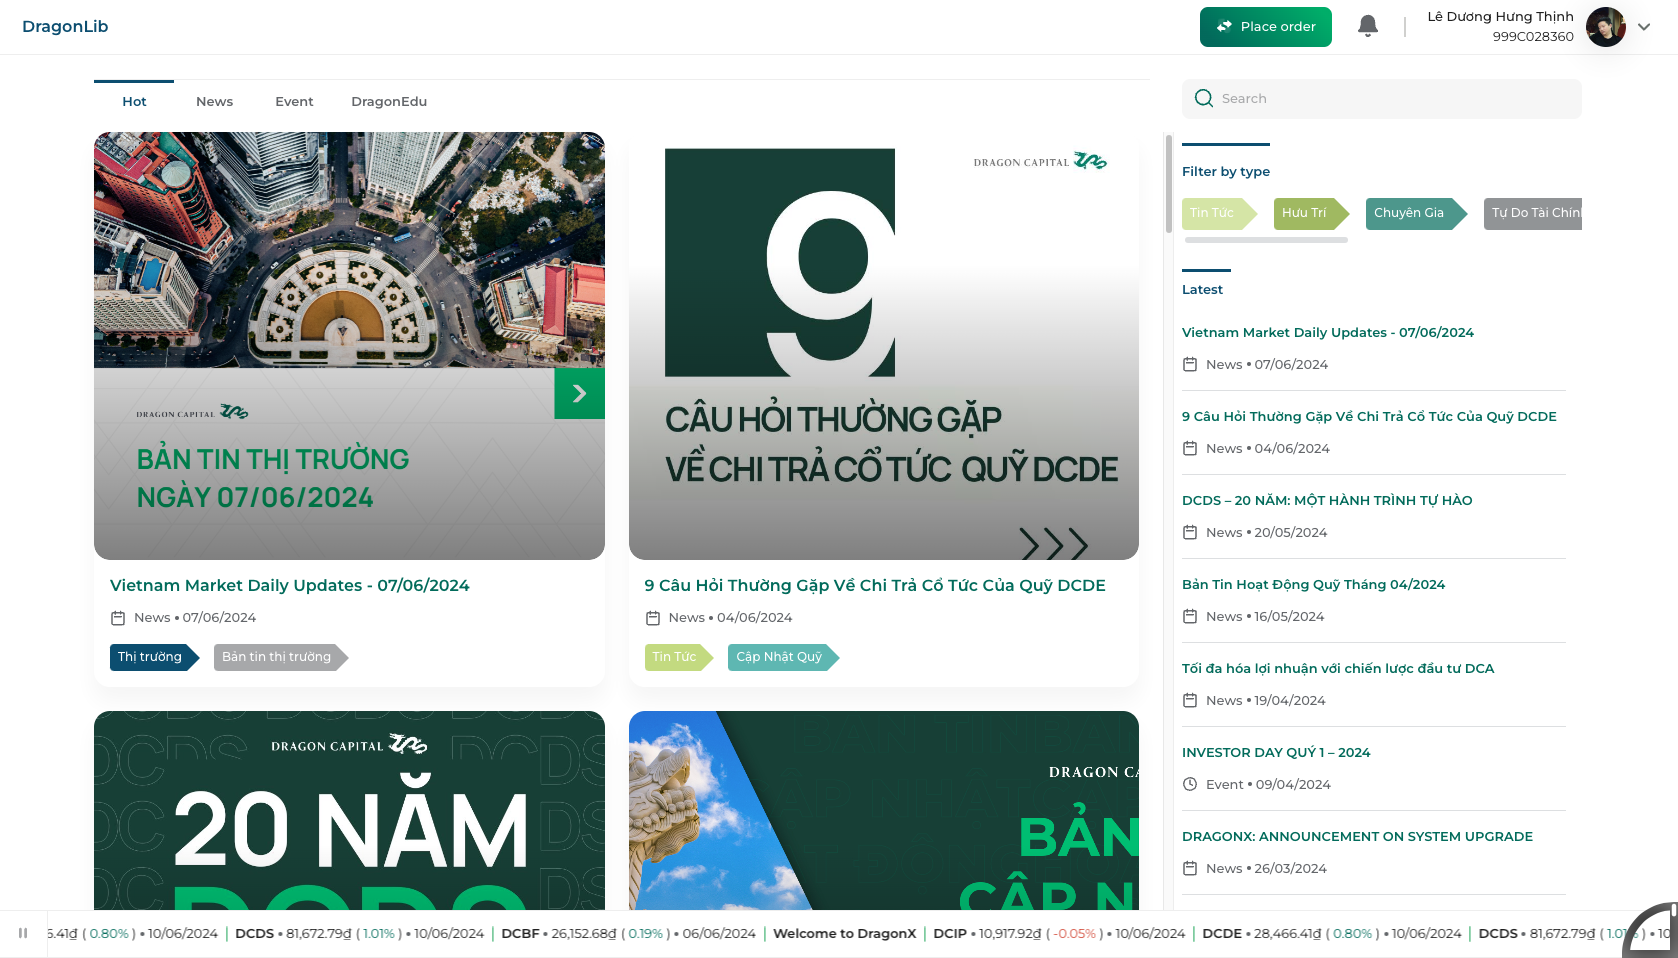 DragonLib
Place order
Lê Dương Hưng Thịnh
999C028360
Hot
News
Event
DragonEdu
Search
DRAGON CAPITAL
BẢN TIN THỊ TRƯỜNG
NGÀY 07/06/2024
Vietnam Market Daily Updates - 07/06/2024
News • 07/06/2024
Thị trường
Bản tin thị trường
DRAGON CAPITAL
9
CÂU HỎI THƯỜNG GẶP
VỀ CHI TRẢ CỔ TỨC QUỸ DCDE
9 Câu Hỏi Thường Gặp Về Chi Trả Cổ Tức Của Quỹ DCDE
News • 04/06/2024
Tin Tức
Cập Nhật Quỹ
DRAGON CAPITAL
20 NĂM
DCDS
DRAGON CA
BẢN
CẬP N
Filter by type
Tin Tức
Hưu Trí
Chuyên Gia
Tự Do Tài Chính
Latest
Vietnam Market Daily Updates - 07/06/2024
News • 07/06/2024
9 Câu Hỏi Thường Gặp Về Chi Trả Cổ Tức Của Quỹ DCDE
News • 04/06/2024
DCDS – 20 NĂM: MỘT HÀNH TRÌNH TỰ HÀO
News • 20/05/2024
Bản Tin Hoạt Động Quỹ Tháng 04/2024
News • 16/05/2024
Tối đa hóa lợi nhuận với chiến lược đầu tư DCA
News • 19/04/2024
INVESTOR DAY QUÝ 1 – 2024
Event • 09/04/2024
DRAGONX: ANNOUNCEMENT ON SYSTEM UPGRADE
News • 26/03/2024
6.41₫ ( 0.80% ) • 10/06/2024 | DCDS • 81,672.79₫ ( 1.01% ) • 10/06/2024 | DCBF • 26,152.68₫ ( 0.19% ) • 06/06/2024 | Welcome to DragonX | DCIP • 10,917.92₫ ( -0.05% ) • 10/06/2024 | DCDE • 28,466.41₫ ( 0.80% ) • 10/06/2024 | DCDS • 81,672.79₫ ( 1.01% ) • 10